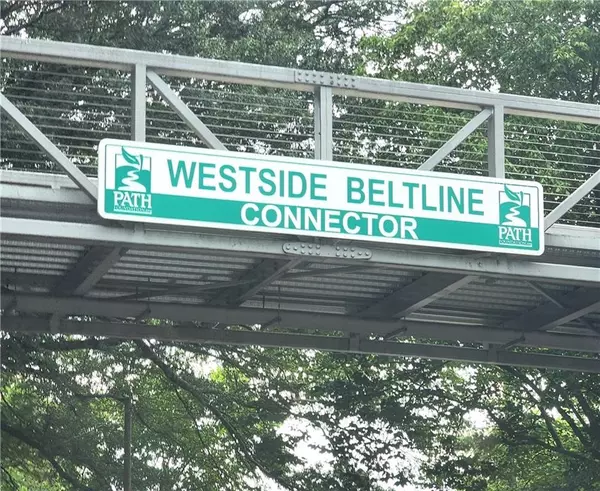 WESTSIDE BELTLINE
CONNECTOR
PATH
PATH